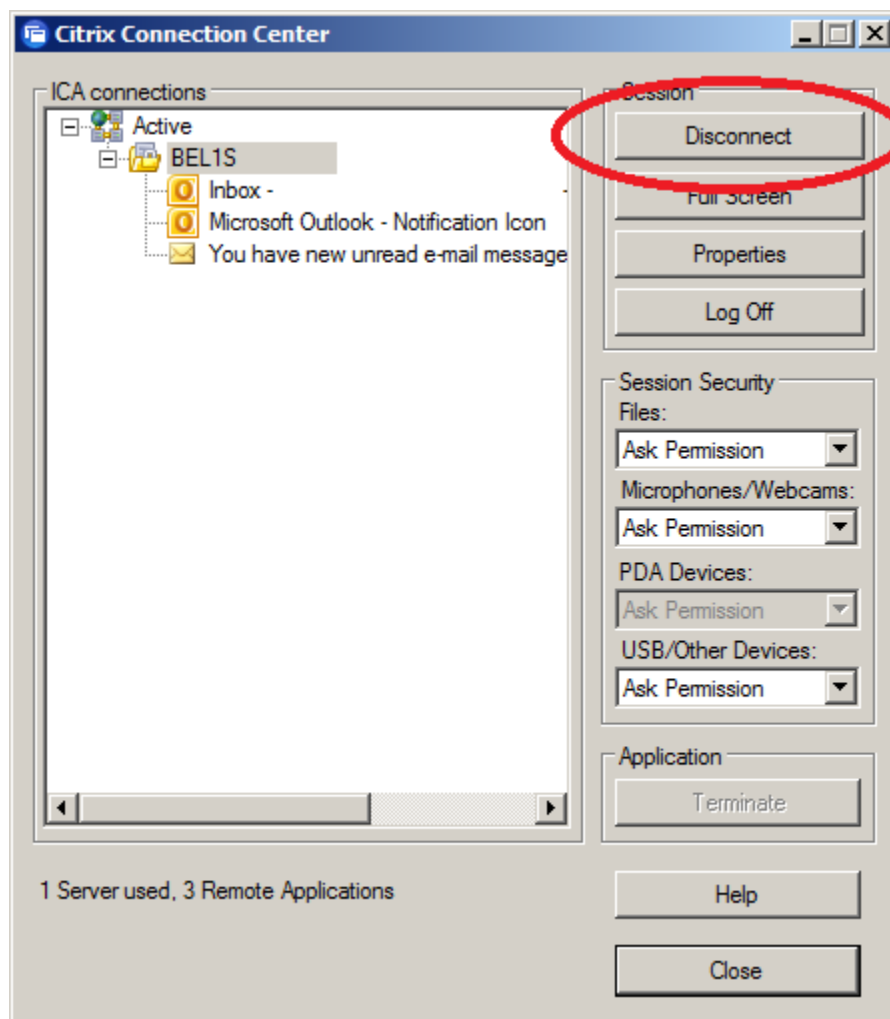 Citrix Connection Center
ICA connections
Active
BEL1S
Inbox - -
Microsoft Outlook - Notification Icon
You have new unread e-mail message
Session
Disconnect
Full Screen
Properties
Log Off
Session Security
Files:
Ask Permission
Microphones/Webcams:
Ask Permission
PDA Devices:
Ask Permission
USB/Other Devices:
Ask Permission
Application
Terminate
1 Server used, 3 Remote Applications
Help
Close